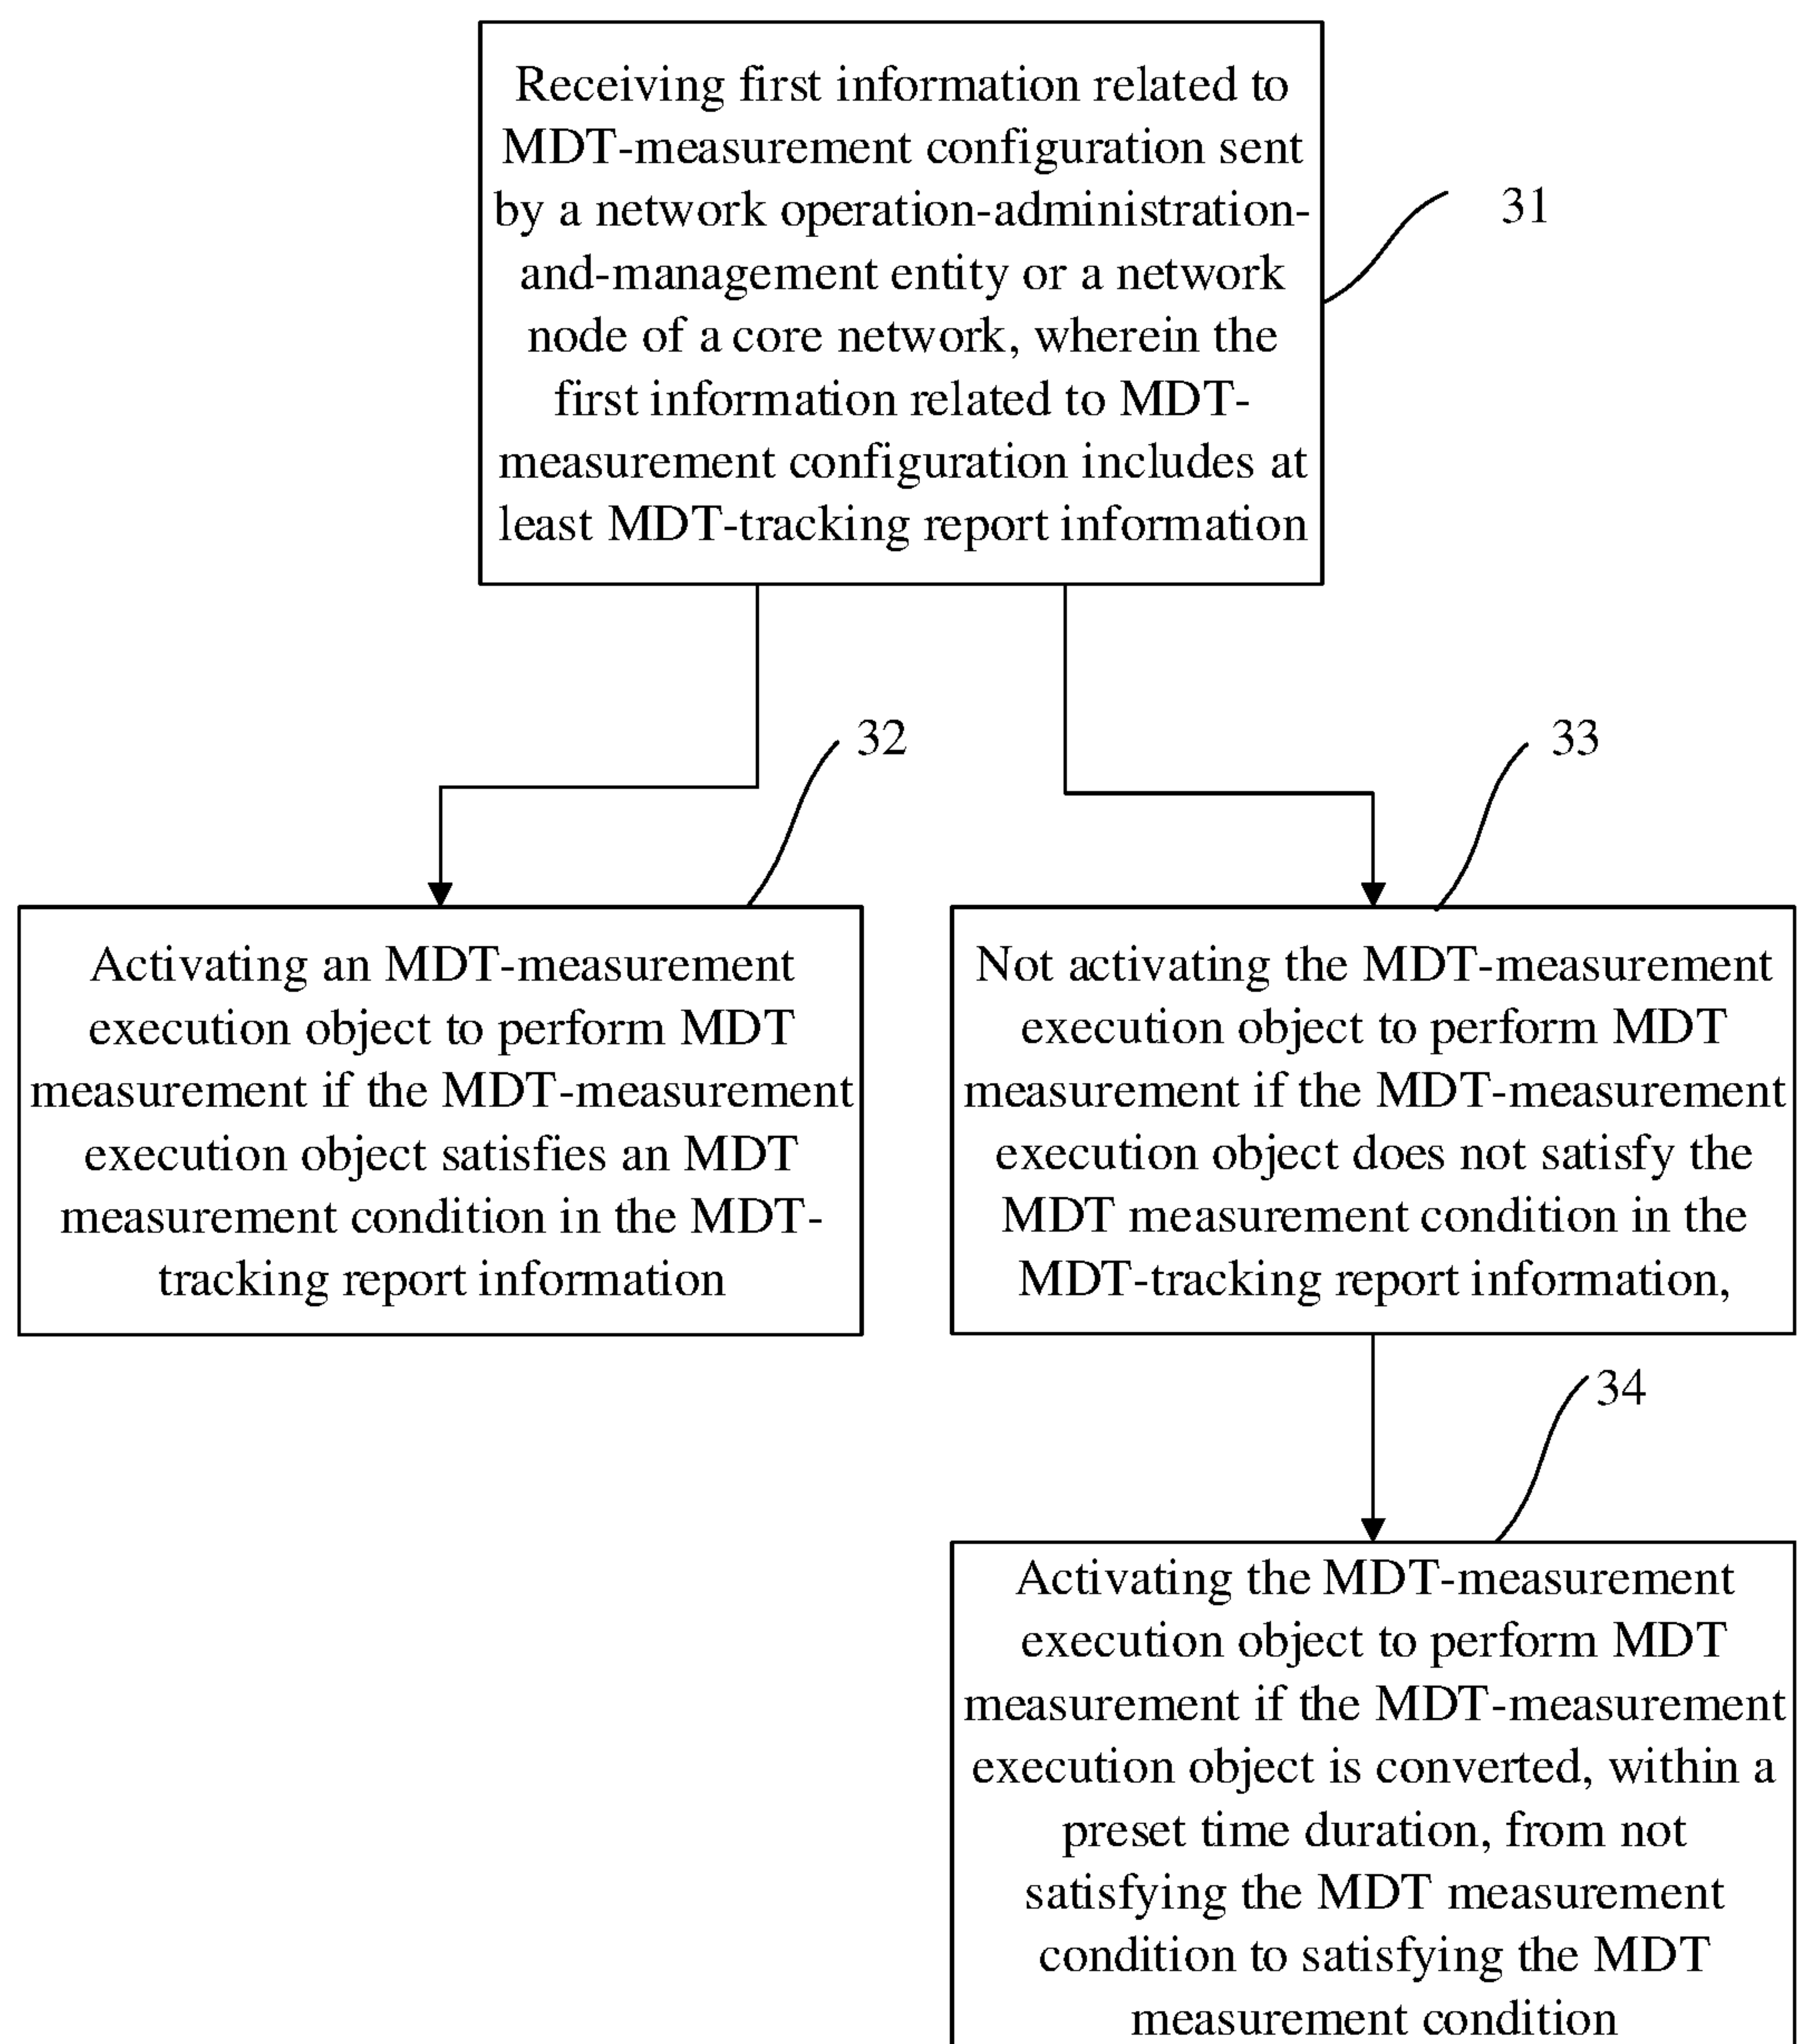 Receiving first information related to
MDT-measurement configuration sent
by a network operation-administration-
and-management entity or a network
node of a core network, wherein the
first information related to MDT-
measurement configuration includes at
least MDT-tracking report information
31
32
33
Activating an MDT-measurement
execution object to perform MDT
measurement if the MDT-measurement
execution object satisfies an MDT
measurement condition in the MDT-
tracking report information
Not activating the MDT-measurement
execution object to perform MDT
measurement if the MDT-measurement
execution object does not satisfy the
MDT measurement condition in the
MDT-tracking report information,
34
Activating the MDT-measurement
execution object to perform MDT
measurement if the MDT-measurement
execution object is converted, within a
preset time duration, from not
satisfying the MDT measurement
condition to satisfying the MDT
measurement condition